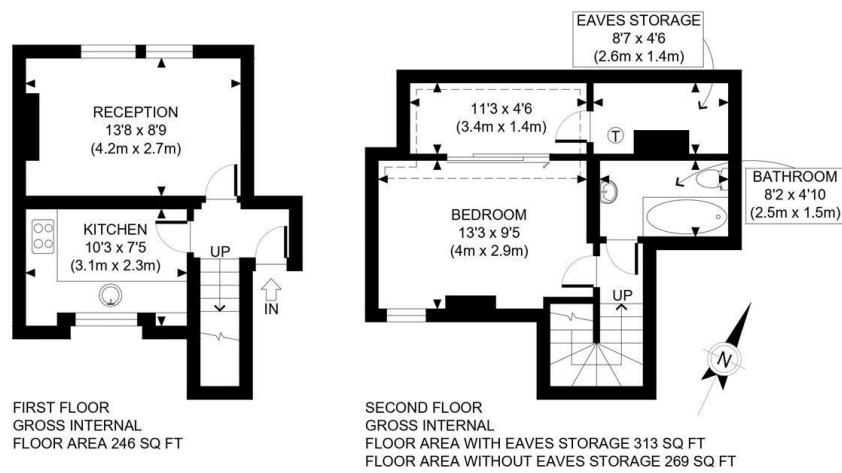 EAVES STORAGE
8'7 x 4'6
(2.6m x 1.4m)
RECEPTION
13'8 x 8'9
(4.2m x 2.7m)
11'3 x 4'6
(3.4m x 1.4m)
T
BATHROOM
8'2 x 4'10
(2.5m x 1.5m)
KITCHEN
10'3 x 7'5
(3.1m x 2.3m)
UP
IN
BEDROOM
13'3 x 9'5
(4m x 2.9m)
UP
N
FIRST FLOOR
GROSS INTERNAL
FLOOR AREA 246 SQ FT
SECOND FLOOR
GROSS INTERNAL
FLOOR AREA WITH EAVES STORAGE 313 SQ FT
FLOOR AREA WITHOUT EAVES STORAGE 269 SQ FT